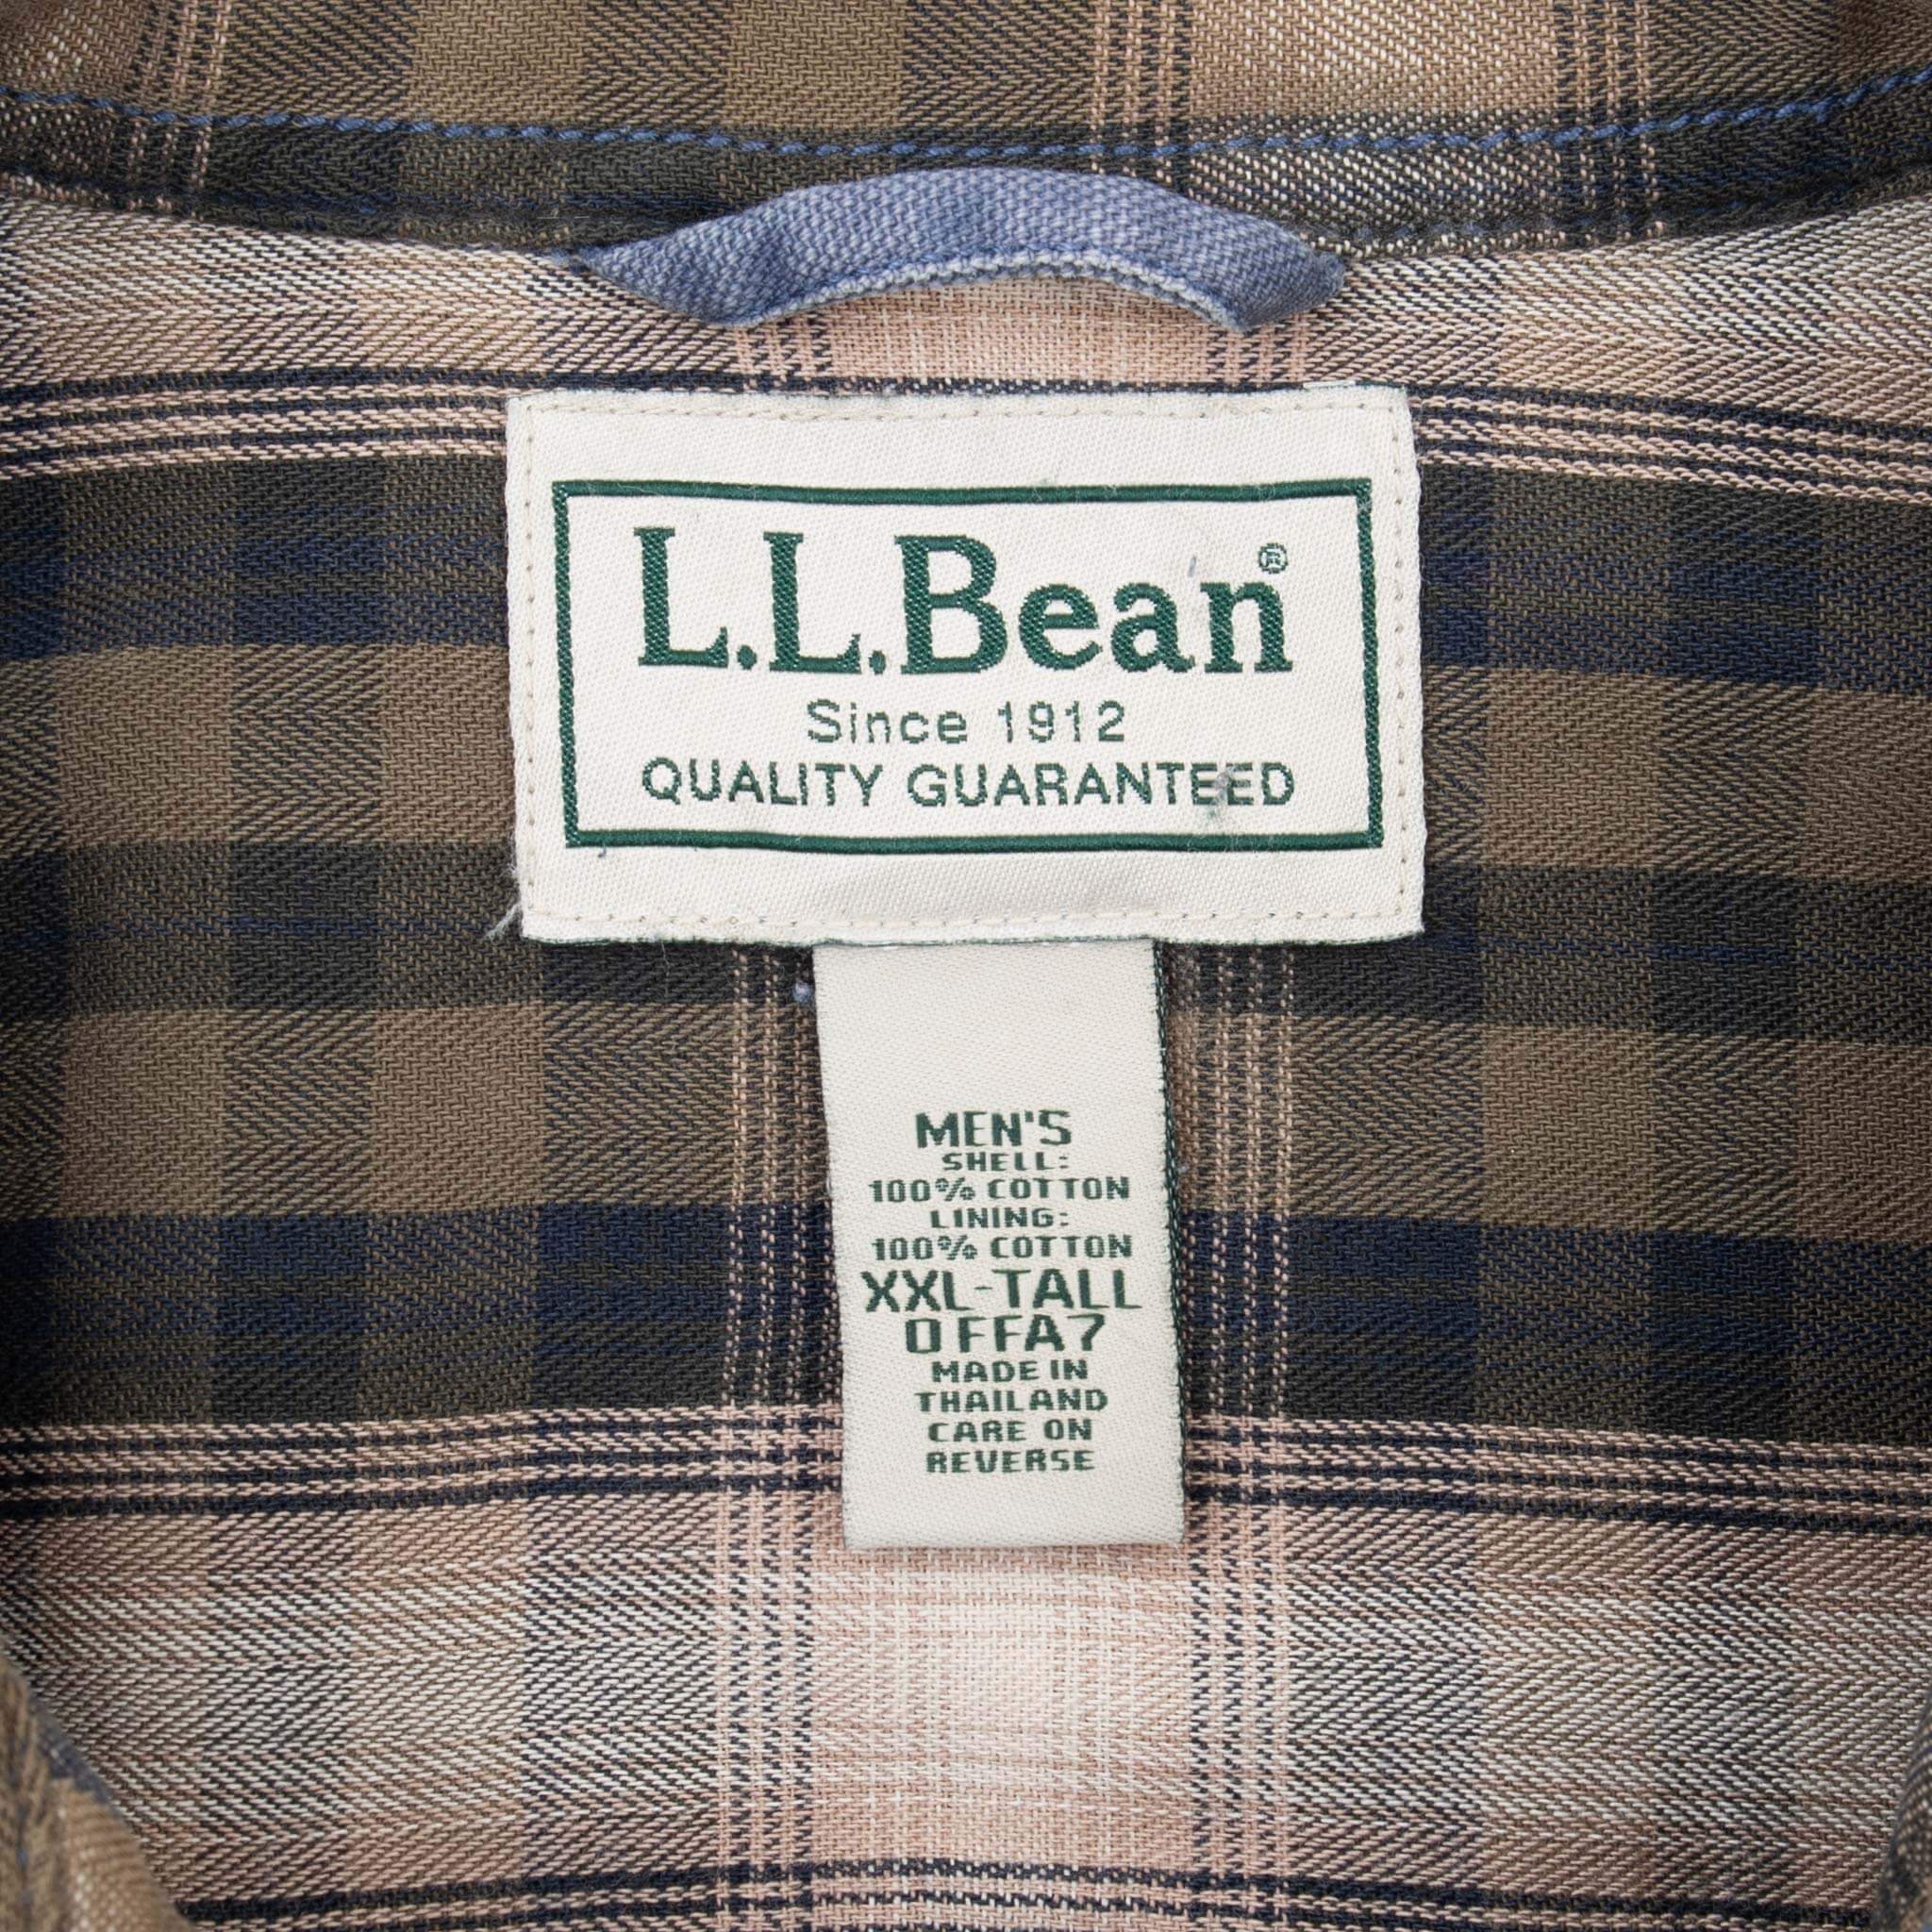 L.L.Bean®
Since 1912
QUALITY GUARANTEED
MEN'S
SHELL:
100% COTTON
LINING:
100% COTTON
XXL-TALL
0FFA7
MADE IN
THAILAND
CARE ON
REVERSE